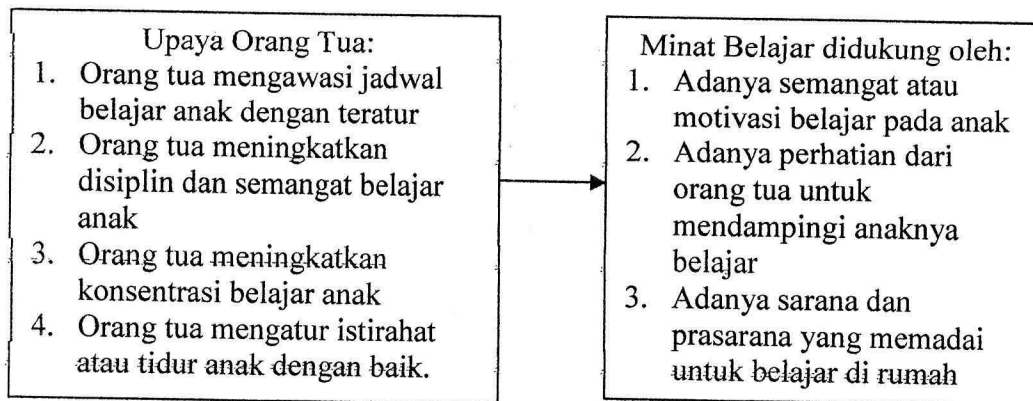 Upaya Orang Tua:
1. Orang tua mengawasi jadwal
belajar anak dengan teratur
2. Orang tua meningkatkan
disiplin dan semangat belajar
anak
3. Orang tua meningkatkan
konsentrasi belajar anak
4. Orang tua mengatur istirahat
atau tidur anak dengan baik.
Minat Belajar didukung oleh:
1. Adanya semangat atau
motivasi belajar pada anak
2. Adanya perhatian dari
orang tua untuk
mendampingi anaknya
belajar
3. Adanya sarana dan
prasarana yang memadai
untuk belajar di rumah